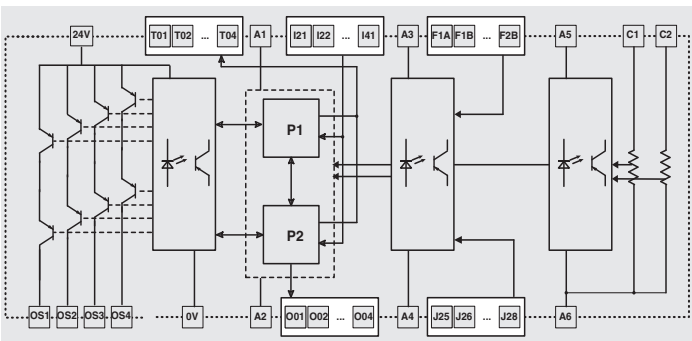 24V T01 T02 ... T04 A1 I21 I22 ... I41 A3 F1A F1B ... F2B A5 C1 C2
P1
P2
OS1 OS2 OS3 OS4 0V A2 O01 O02 ... O04 A4 J25 J26 ... J28 A6